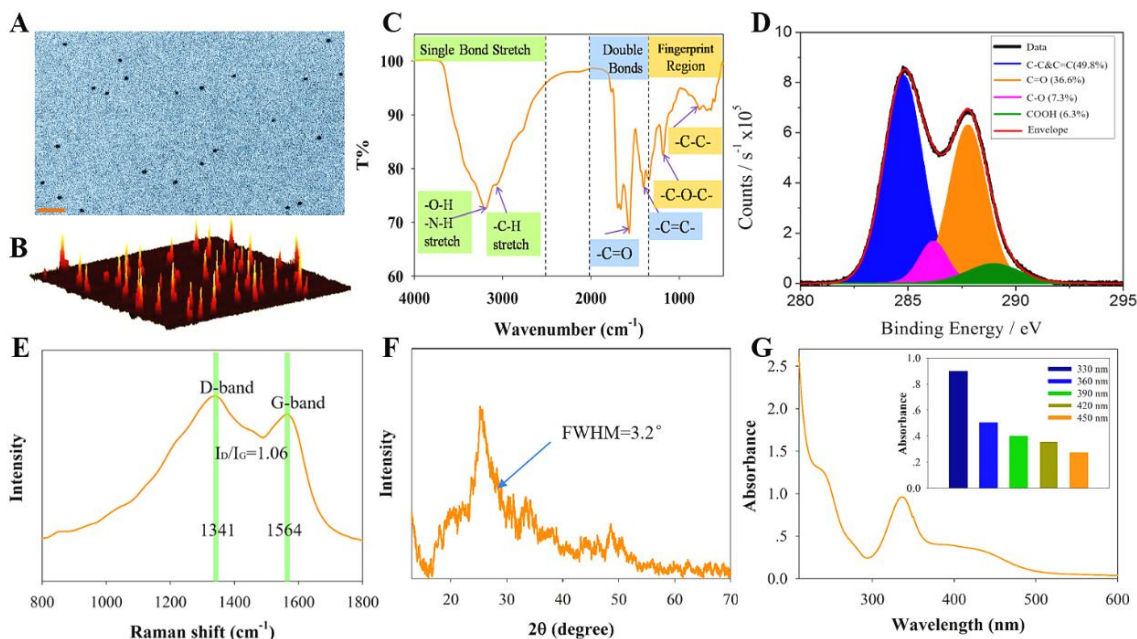 A
B
C
Single Bond Stretch
Double
Bonds
Fingerprint
Region
100
90
80
70
60
T%
-O-H
-N-H
stretch
-C-H
stretch
-C=O
-C=C-
-C-O-C-
-C-C-
4000
3000
2000
1000
Wavenumber (cm-1)
D
Data
C-C&C=C(49.8%)
C=O (36.6%)
C-O (7.3%)
COOH (6.3%)
Envelope
10
8
6
4
2
0
Counts / s-1 x10^5
280
285
290
295
Binding Energy / eV
E
D-band
G-band
ID/IG=1.06
1341
1564
Intensity
800
1000
1200
1400
1600
1800
Raman shift (cm-1)
F
FWHM=3.2°
Intensity
20
30
40
50
60
70
2θ (degree)
G
3.0
2.5
2.0
1.5
1.0
.5
0.0
Absorbance
1.0
.8
.6
.4
.2
.0
Absorbance
330 nm
360 nm
390 nm
420 nm
450 nm
300
400
500
600
Wavelength (nm)